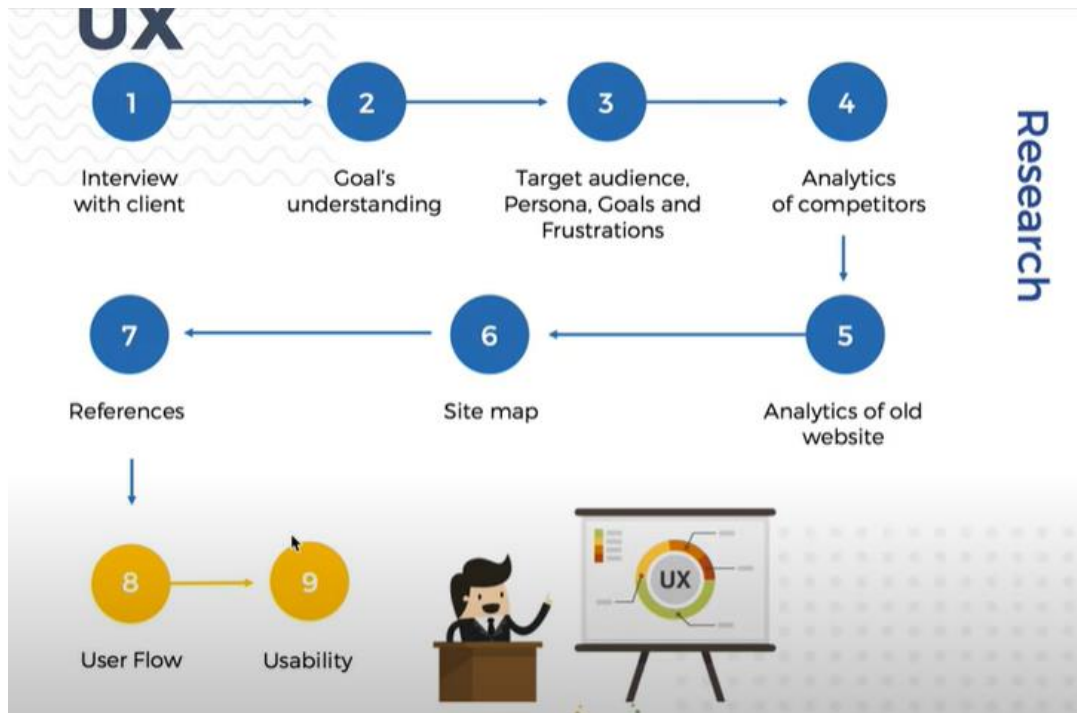 UX
1
2
3
4
Interview
with client
Goal's
understanding
Target audience,
Persona, Goals and
Frustrations
Analytics
of competitors
Research
7
6
5
References
Site map
Analytics of old
website
8
9
User Flow
Usability
UX